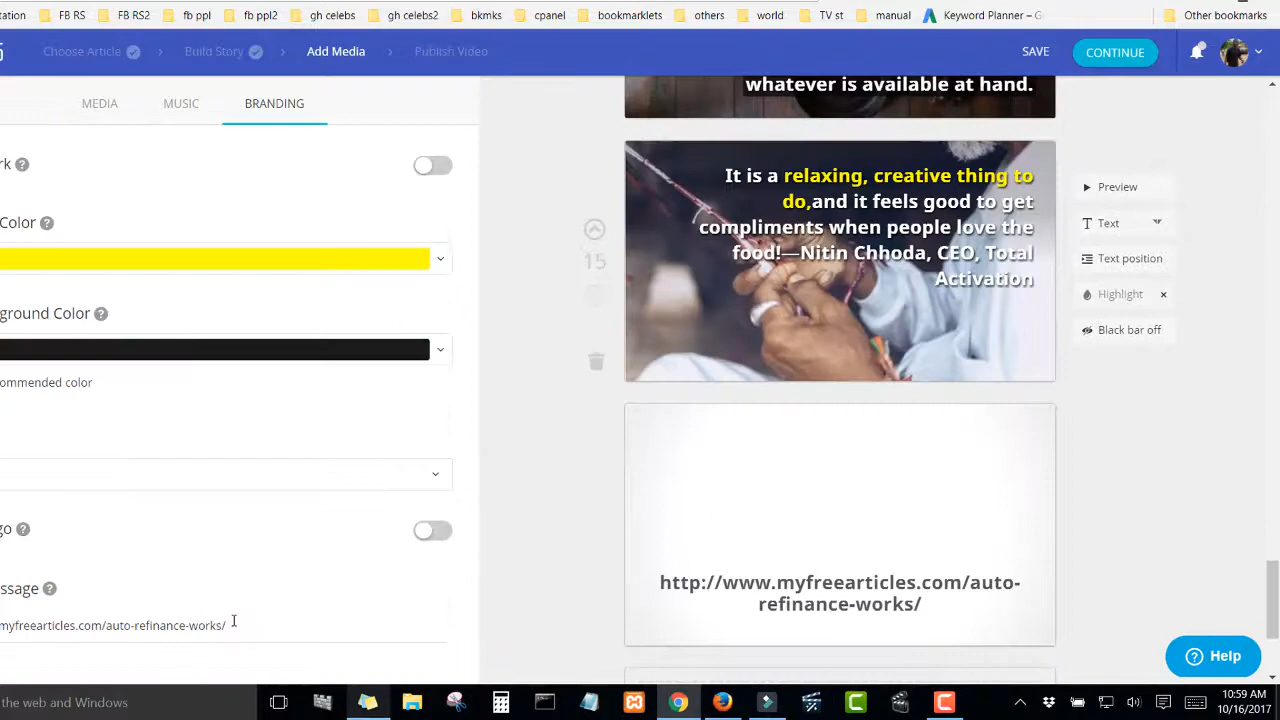 ation
FB RS
FB RS2
fb ppl
fb ppl2
gh celebs
gh celebs2
bkmks
cpanel
bookmarklets
others
world
TV st
manual
Keyword Planner – G
Other bookmarks
Choose Article
Build Story
Add Media
Publish Video
SAVE
CONTINUE
MEDIA
MUSIC
BRANDING
rk
Color
ground Color
ommended color
go
ssage
myfreearticles.com/auto-refinance-works/
whatever is available at hand.
It is a relaxing, creative thing to
do,and it feels good to get
compliments when people love the
food!—Nitin Chhoda, CEO, Total
Activation
15
Preview
Text
Text position
Highlight
Black bar off
http://www.myfreearticles.com/auto-
refinance-works/
Help
the web and Windows
10:59 AM
10/16/2017